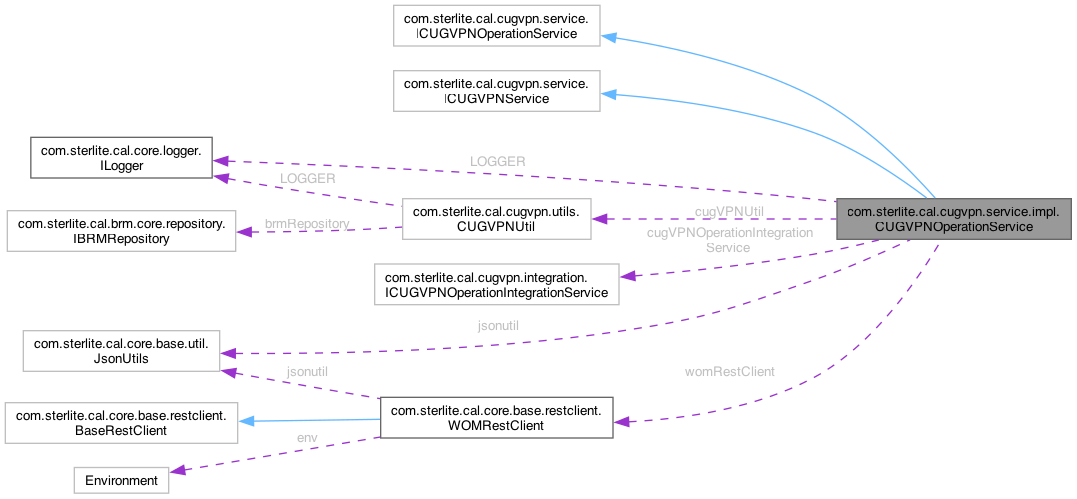 com.sterlite.cal.cugvpn.service.
ICUGVPNOperationService
com.sterlite.cal.cugvpn.service.
ICUGVPNService
com.sterlite.cal.core.logger.
ILogger
LOGGER
LOGGER
com.sterlite.cal.brm.core.repository.
IBRMRepository
brmRepository
com.sterlite.cal.cugvpn.utils.
CUGVPNUtil
cugVPNUtil
com.sterlite.cal.cugvpn.service.impl.
CUGVPNOperationService
cugVPNOperationIntegration
Service
com.sterlite.cal.cugvpn.integration.
ICUGVPNOperationIntegrationService
com.sterlite.cal.core.base.util.
JsonUtils
jsonutil
jsonutil
womRestClient
com.sterlite.cal.core.base.restclient.
BaseRestClient
com.sterlite.cal.core.base.restclient.
WOMRestClient
env
Environment